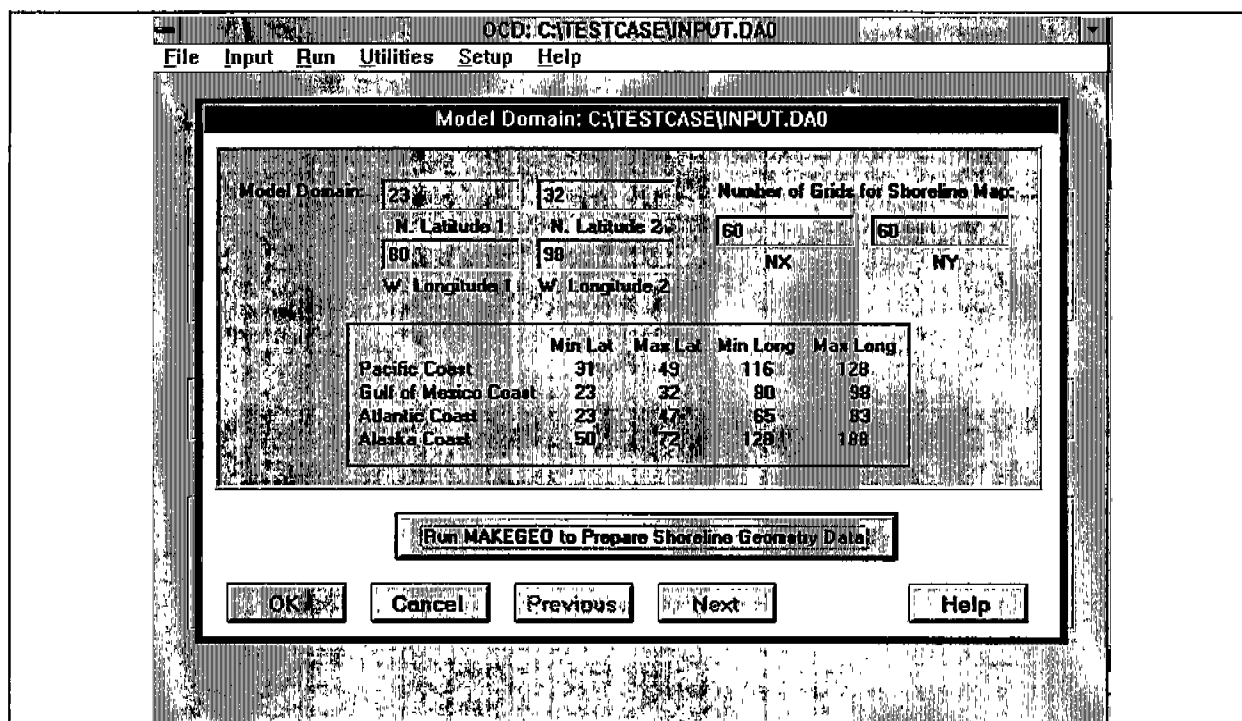 OCD: C:\TESTCASE\INPUT.DA0
File Input Run Utilities Setup Help
Model Domain: C:\TESTCASE\INPUT.DA0
Model Domain: 23 32 Number of Grids for Shoreline Map:
N. Latitude 1 N. Latitude 2 60 60
80 98 NX NY
W. Longitude 1 W. Longitude 2
Min Lat Max Lat Min Long Max Long
Pacific Coast 31 49 116 128
Gulf of Mexico Coast 23 32 80 98
Atlantic Coast 23 47 65 83
Alaska Coast 50 72 128 188
Run MAKEGEO to Prepare Shoreline Geometry Data
OK Cancel Previous Next Help